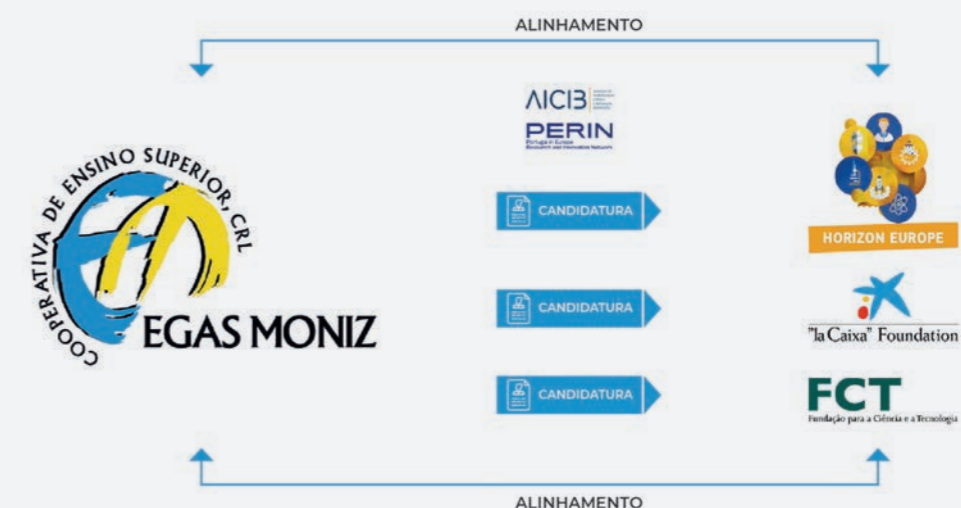 ALINHAMENTO
AICIB
PERIN
Portugal in Europe
Research and Innovation Network
COOPERATIVA DE ENSINO SUPERIOR, CRL
EGAS MONIZ
CANDIDATURA
HORIZON EUROPE
CANDIDATURA
"la Caixa" Foundation
CANDIDATURA
FCT
Fundação para a Ciência e a Tecnologia
ALINHAMENTO